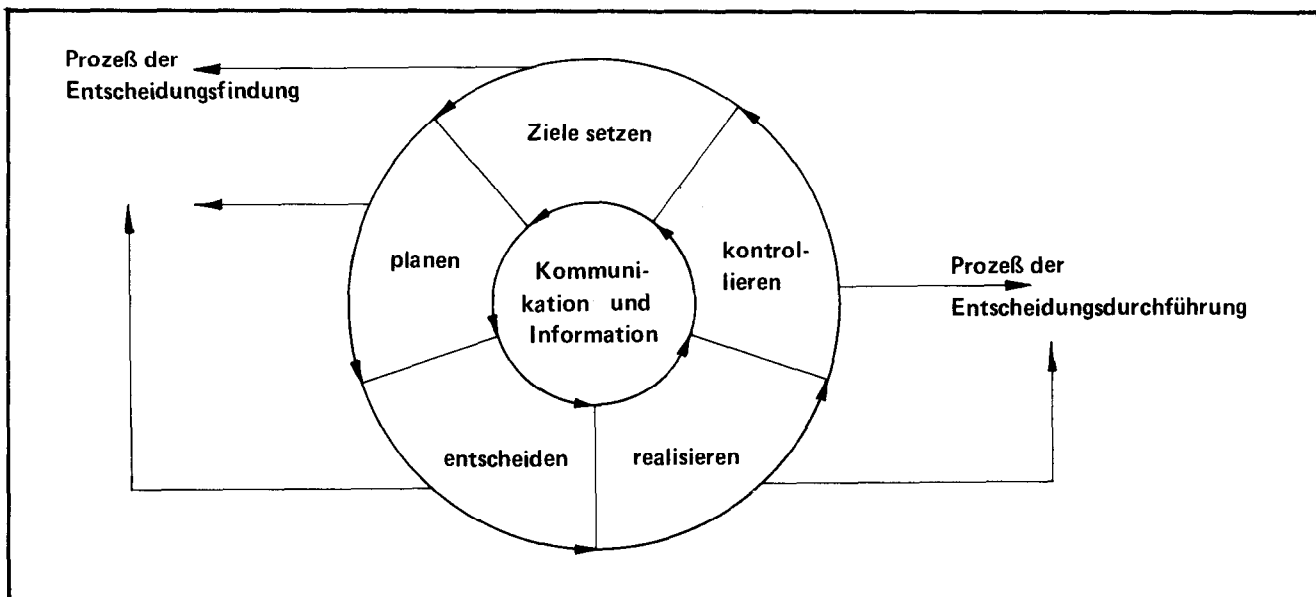 Prozeß der
Entscheidungsfindung
Ziele setzen
planen
Kommuni-
kation und
Information
kontrol-
lieren
Prozeß der
Entscheidungsdurchführung
entscheiden
realisieren